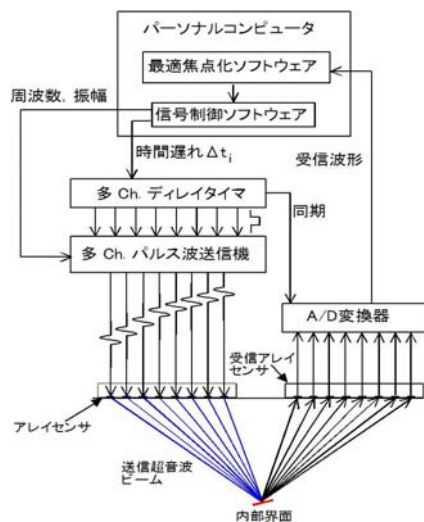 パーソナルコンピュータ
最適焦点化ソフトウェア
周波数，振幅
信号制御ソフトウェア
時間遅れΔti
受信波形
多 Ch. ディレイタイマ
同期
多 Ch. パルス波送信機
A/D変換器
受信アレイ
センサ
アレイセンサ
送信超音波
ビーム
内部界面